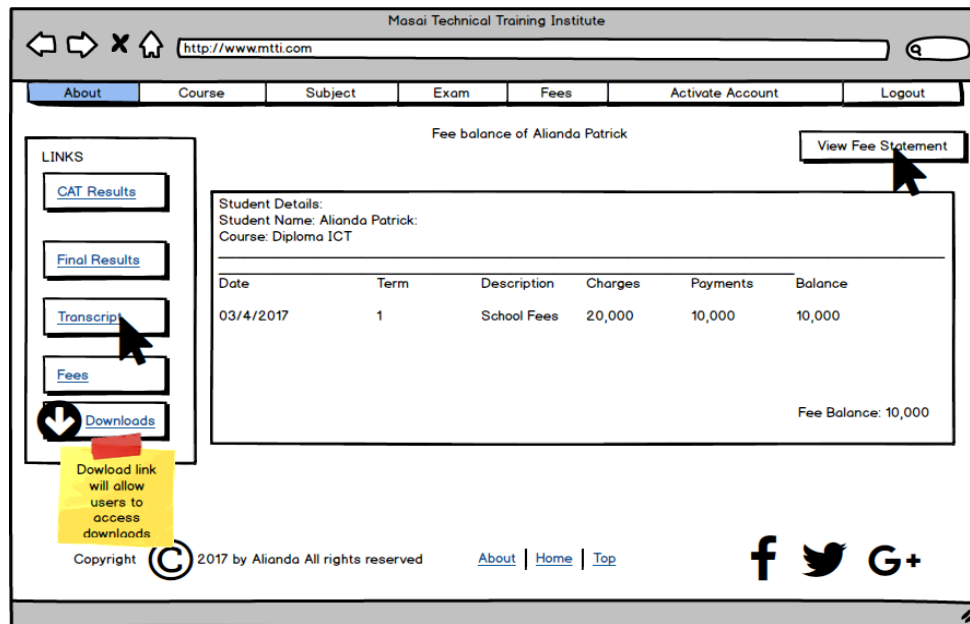 Masai Technical Training Institute
http://www.mtti.com
About Course Subject Exam Fees Activate Account Logout
Fee balance of Alianda Patrick
View Fee Statement
LINKS
CAT Results
Final Results
Transcript
Fees
Downloads
Dowload link
will allow
users to
access
downlaods
Student Details:
Student Name: Alianda Patrick:
Course: Diploma ICT
Date Term Description Charges Payments Balance
03/4/2017 1 School Fees 20,000 10,000 10,000
Fee Balance: 10,000
Copyright © 2017 by Alianda All rights reserved
About | Home | Top
f G+